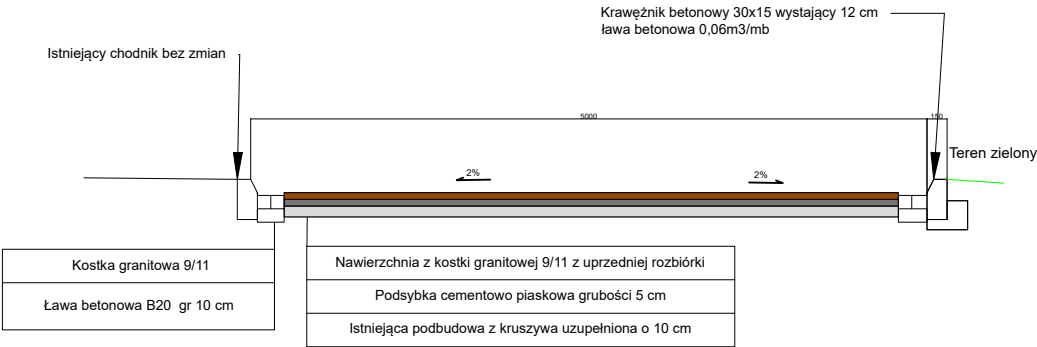 Krawężnik betonowy 30x15 wystający 12 cm
ława betonowa 0,06m3/mb
Istniejący chodnik bez zmian
5000
150
Teren zielony
2%
2%
Kostka granitowa 9/11
Ława betonowa B20 gr 10 cm
Nawierzchnia z kostki granitowej 9/11 z uprzedniej rozbiórki
Podsybka cementowo piaskowa grubości 5 cm
Istniejąca podbudowa z kruszywa uzupełniona o 10 cm